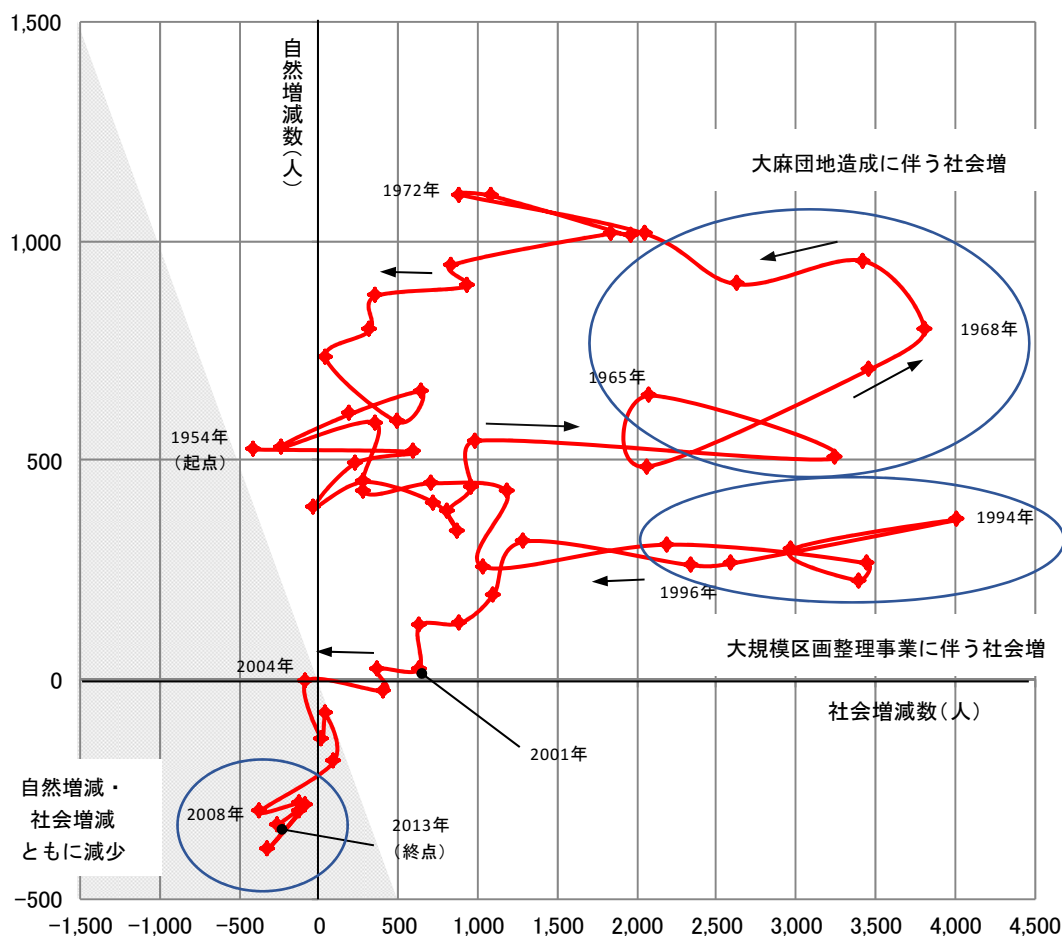 1,500
自然増減数(人)
大麻団地造成に伴う社会増
1972年
1,000
1968年
1965年
1954年
(起点)
500
1994年
1996年
大規模区画整理事業に伴う社会増
2004年
0
社会増減数(人)
2001年
自然増減・
社会増減
ともに減少
2008年
2013年
(終点)
-500
-1,500 -1,000 -500 0 500 1,000 1,500 2,000 2,500 3,000 3,500 4,000 4,500